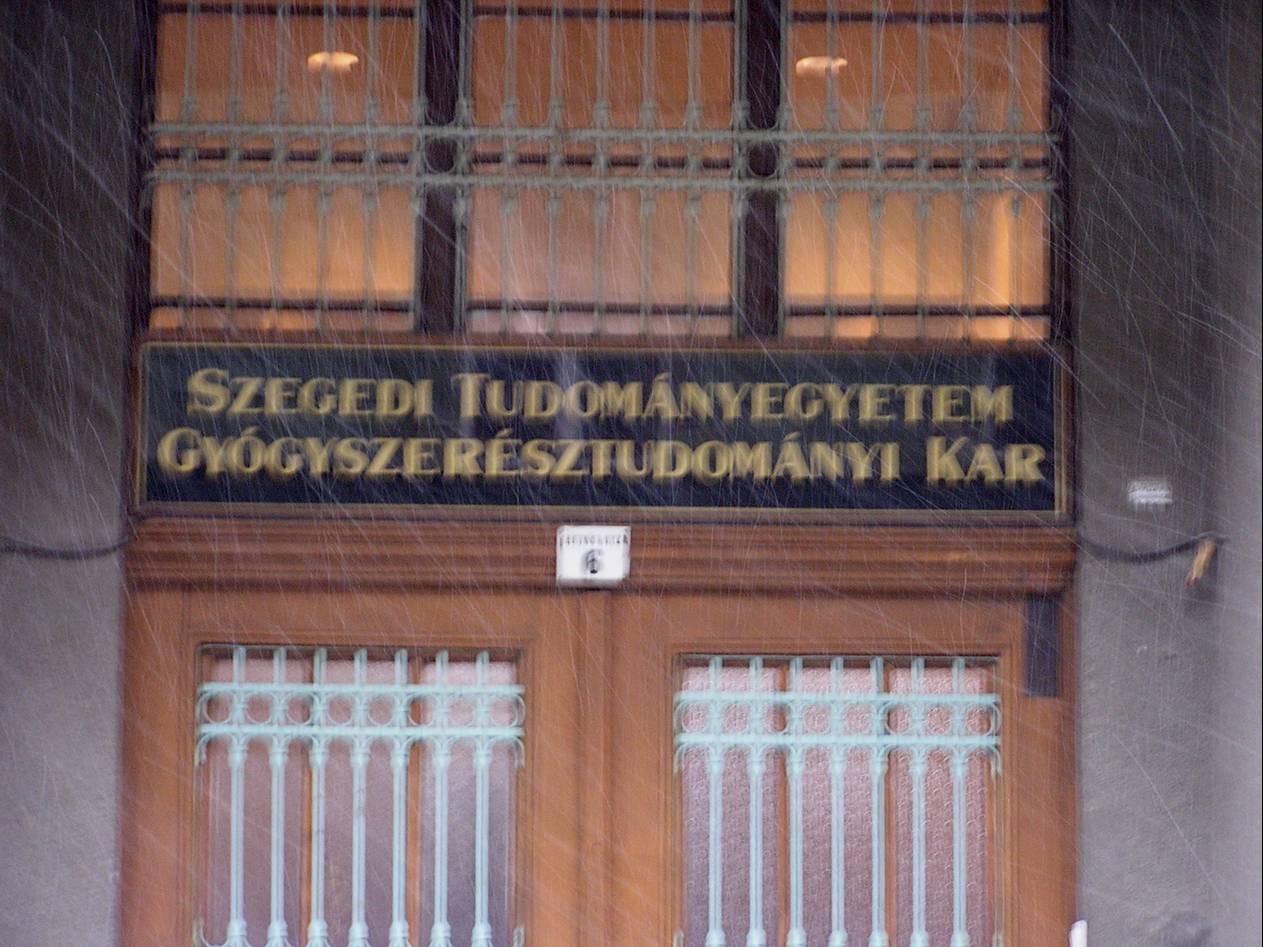 SZEGEDI TUDOMÁNYEGYETEM
GYÓGYSZERÉSZTUDOMÁNYI KAR
6